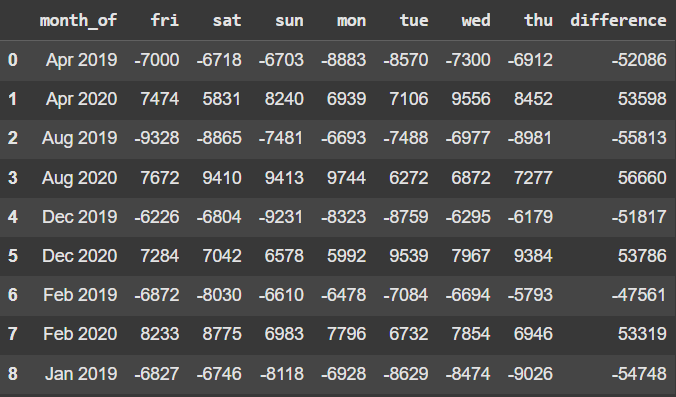 month_of fri sat sun mon tue wed thu difference
0 Apr 2019 -7000 -6718 -6703 -8883 -8570 -7300 -6912 -52086
1 Apr 2020 7474 5831 8240 6939 7106 9556 8452 53598
2 Aug 2019 -9328 -8865 -7481 -6693 -7488 -6977 -8981 -55813
3 Aug 2020 7672 9410 9413 9744 6272 6872 7277 56660
4 Dec 2019 -6226 -6804 -9231 -8323 -8759 -6295 -6179 -51817
5 Dec 2020 7284 7042 6578 5992 9539 7967 9384 53786
6 Feb 2019 -6872 -8030 -6610 -6478 -7084 -6694 -5793 -47561
7 Feb 2020 8233 8775 6983 7796 6732 7854 6946 53319
8 Jan 2019 -6827 -6746 -8118 -6928 -8629 -8474 -9026 -54748